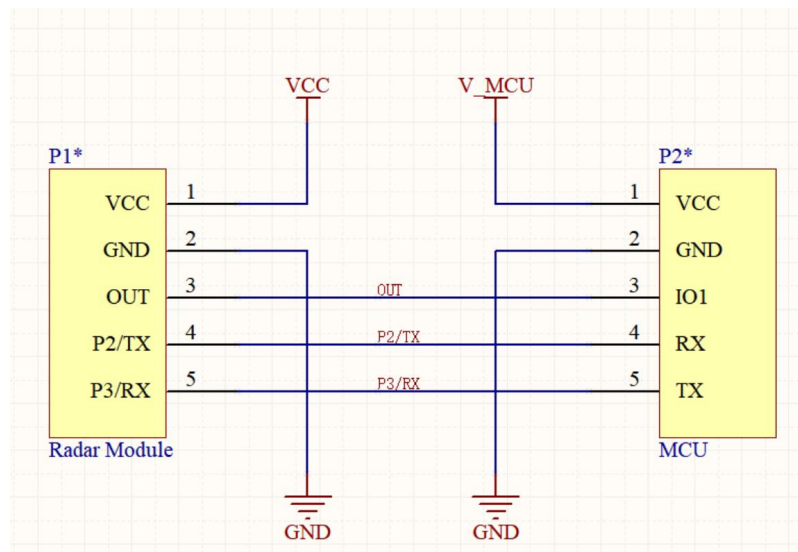 VCC
V_MCU
P1*
P2*
VCC 1
1 VCC
GND 2
2 GND
OUT 3
OUT
3 IO1
P2/TX 4
P2/TX
4 RX
P3/RX 5
P3/RX
5 TX
Radar Module
MCU
GND
GND